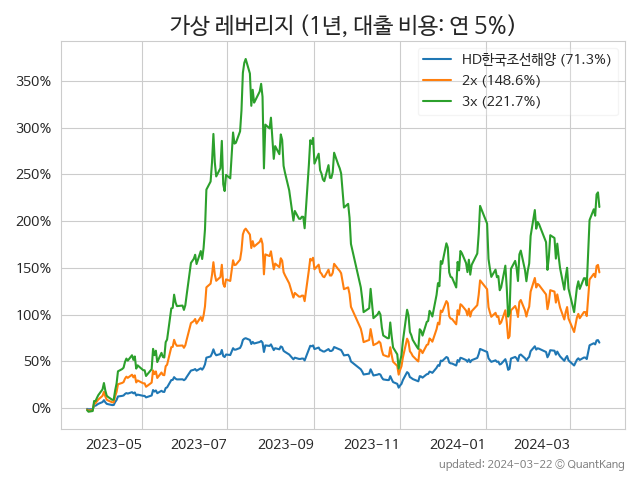 가상 레버리지 (1년, 대출 비용: 연 5%)
HD한국조선해양 (71.3%)
2x (148.6%)
3x (221.7%)
350%
300%
250%
200%
150%
100%
50%
0%
2023-05 2023-07 2023-09 2023-11 2024-01 2024-03
updated: 2024-03-22 © QuantKang